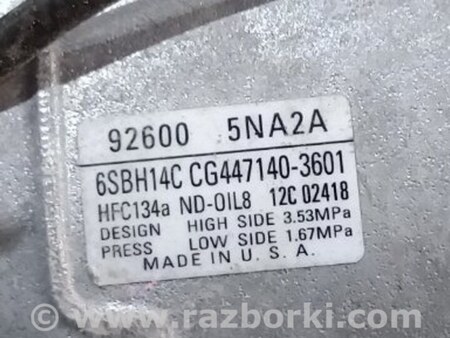 92600 5NA2A
6SBH14C CG447140-3601
HFC134a ND-OIL8 12C 02418
DESIGN HIGH SIDE 3.53MPa
PRESS LOW SIDE 1.67MPa
MADE IN U.S.A.
© www.razborki.com